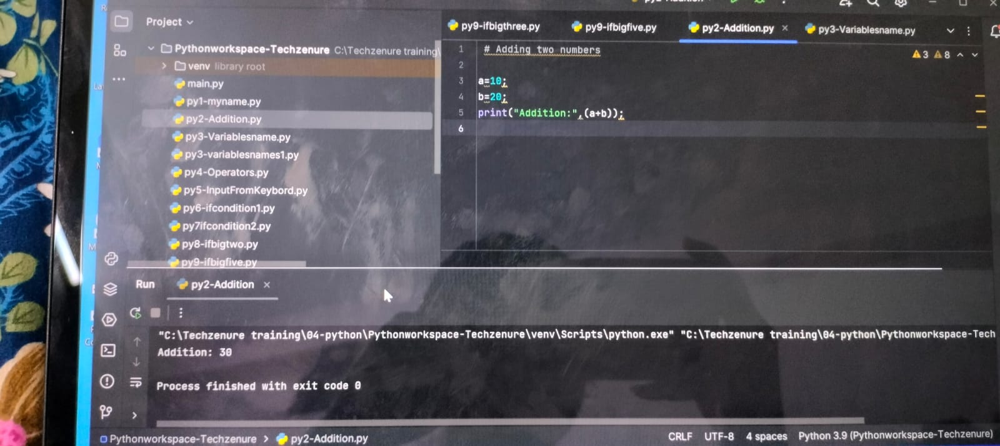 Project
py9-ifbigthree.py
py9-ifbigfive.py
py2-Addition.py
py3-Variablesname.py
Pythonworkspace-Techzenure C:\Techzenure training\
venv library root
main.py
py1-myname.py
py2-Addition.py
py3-Variablesname.py
py3-variablesnames1.py
py4-Operators.py
py5-InputFromKeybord.py
py6-ifcondition1.py
py7ifcondition2.py
py8-ifbigtwo.py
py9-ifbigfive.py
3 8
1 # Adding two numbers
2
3 a=10;
4 b=20;
5 print("Addition:",(a+b));
6
Run py2-Addition
"C:\Techzenure training\04-python\Pythonworkspace-Techzenure\venv\Scripts\python.exe" "C:\Techzenure training\04-python\Pythonworkspace-Tech
Addition: 30
Process finished with exit code 0
Pythonworkspace-Techzenure > py2-Addition.py
CRLF UTF-8 4 spaces Python 3.9 (Pythonworkspace-Techzenure)